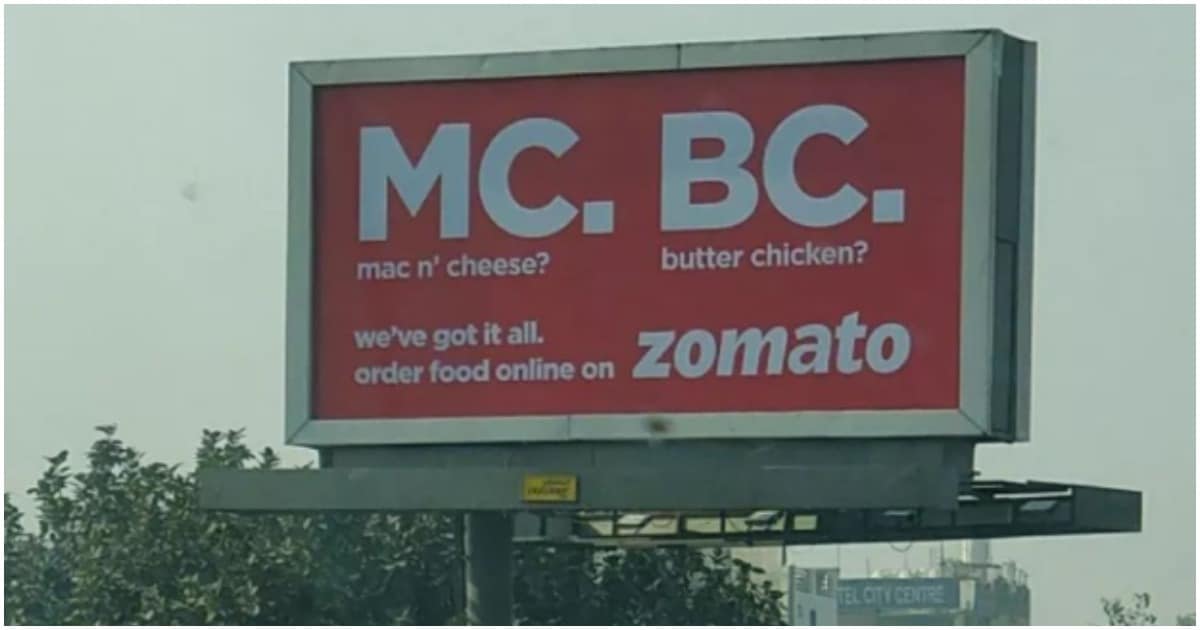 MC. BC.
mac n' cheese? butter chicken?
we've got it all.
order food online on zomato
TEL CITY CENTRE